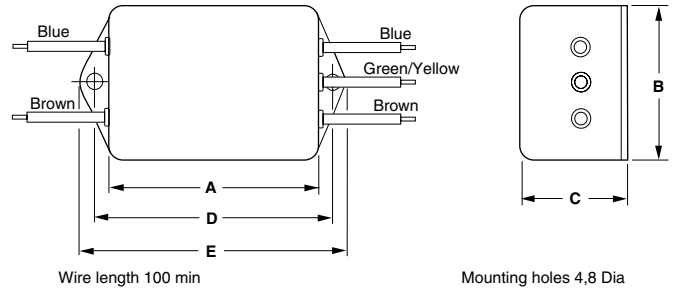 Blue
Blue
Green/Yellow
Brown
Brown
B
A
C
D
E
Wire length 100 min
Mounting holes 4,8 Dia